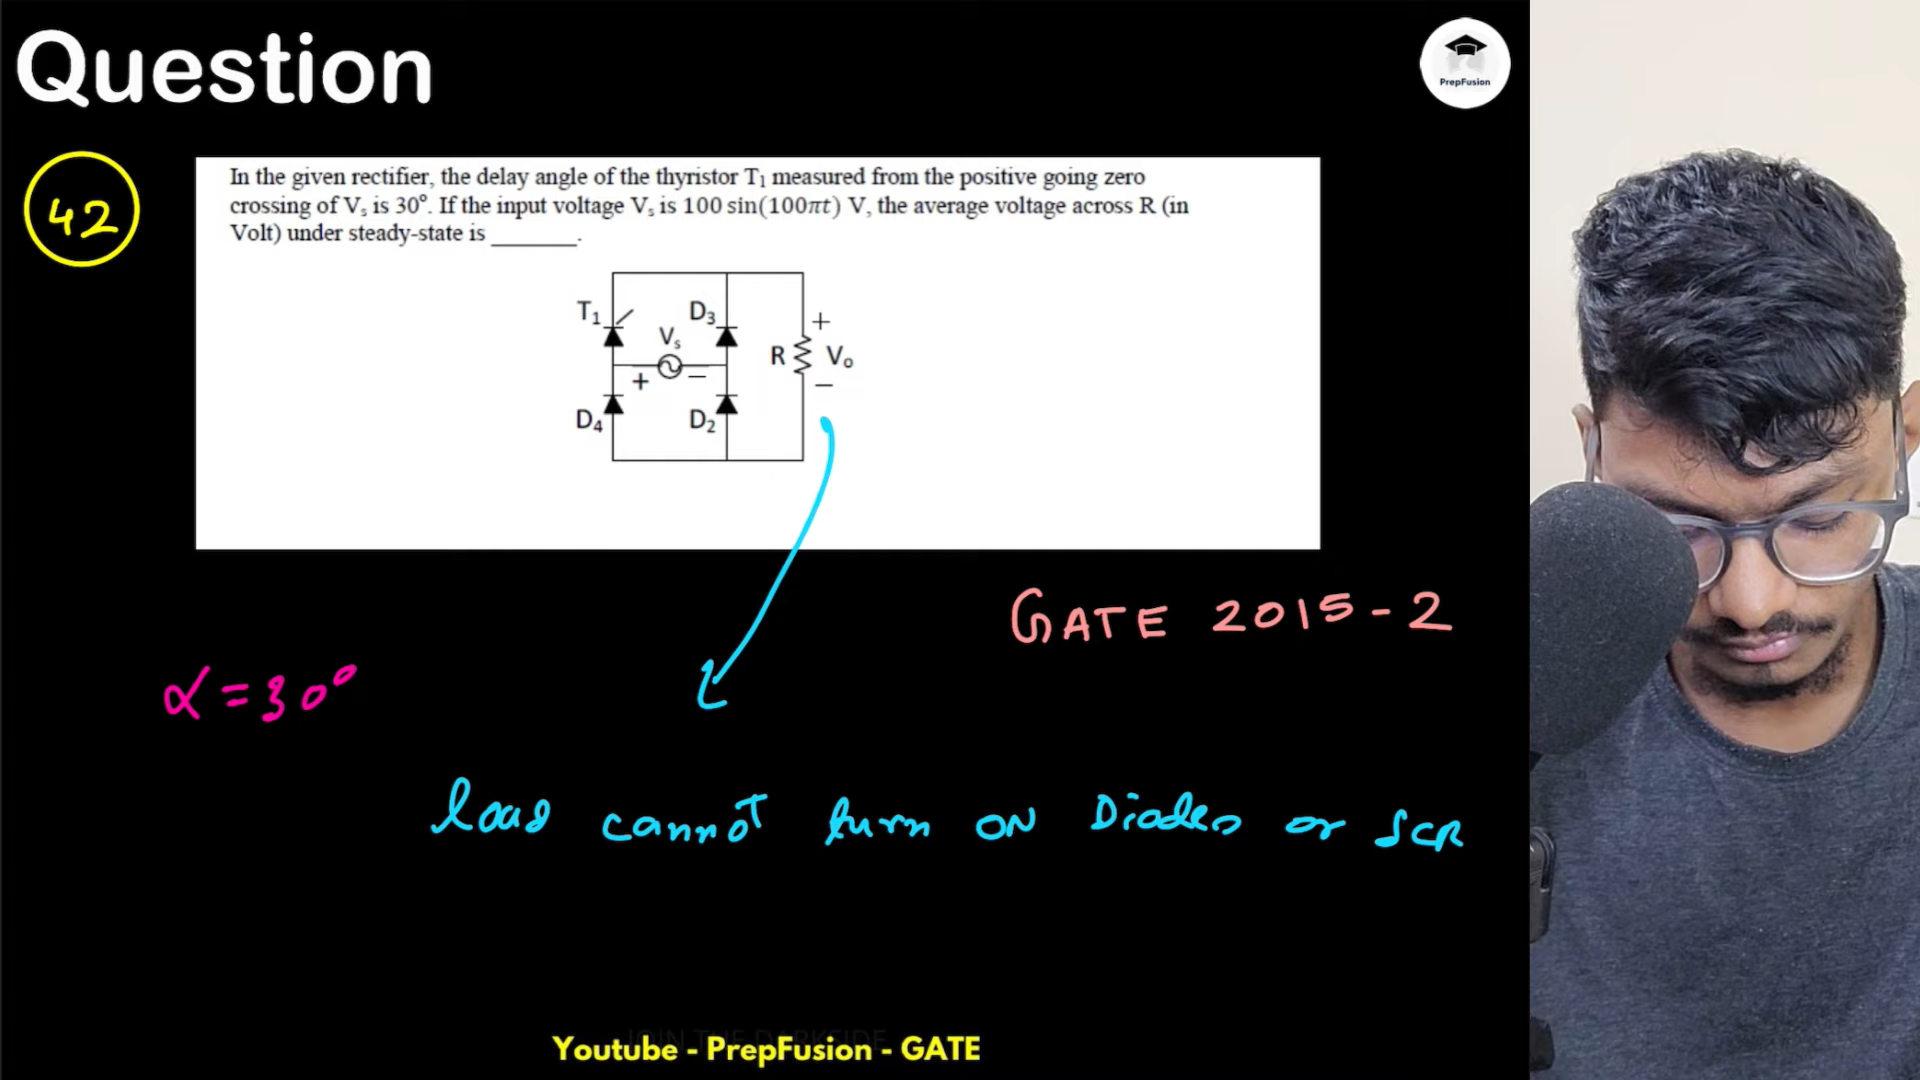 Question
PrepFusion
42
In the given rectifier, the delay angle of the thyristor T₁ measured from the positive going zero
crossing of Vₛ is 30°. If the input voltage Vₛ is 100 sin(100πt) V, the average voltage across R (in
Volt) under steady-state is _______.
T₁ D₃ +
Vₛ
R Vₒ
+ − −
D₄ D₂
GATE 2015-2
α = 30°
load cannot turn ON Diodes or SCR
JOIN THE DARKSIDE
Youtube - PrepFusion - GATE